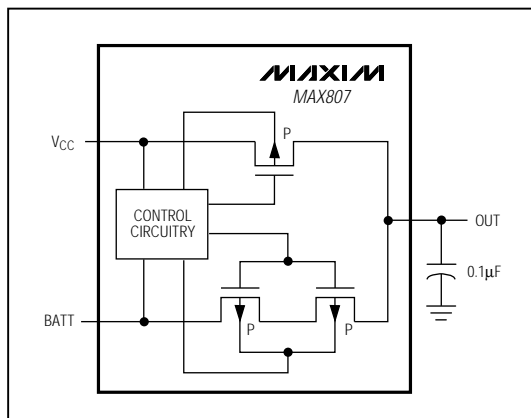 MAXIM
MAX807
VCC
P
CONTROL
CIRCUITRY
OUT
0.1μF
BATT
P
P